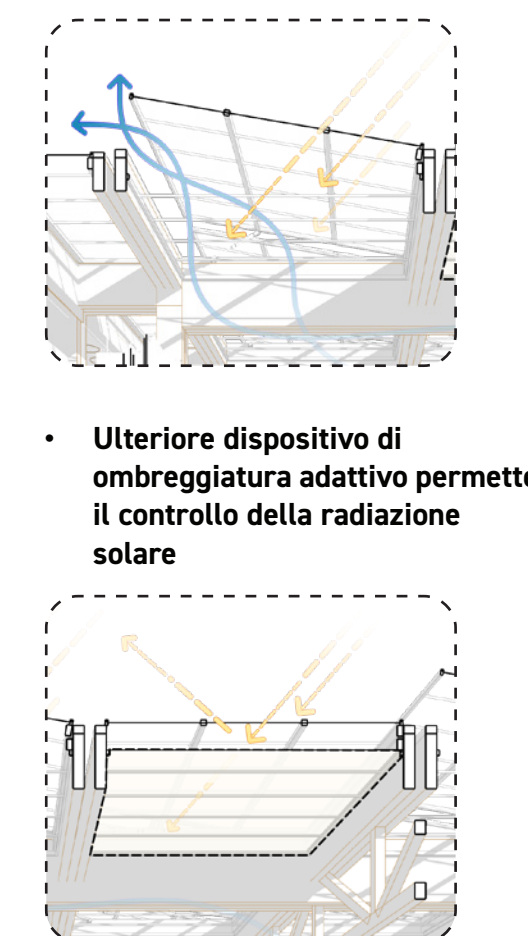 • Ulteriore dispositivo di
ombreggiatura adattivo permette
il controllo della radiazione
solare